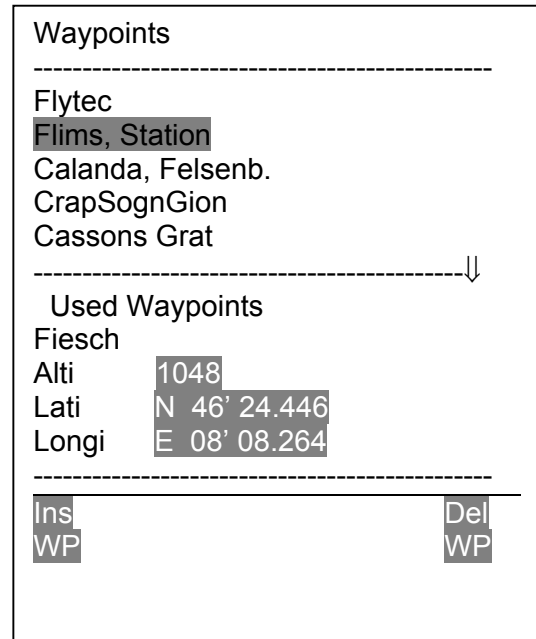 Waypoints
-----------------------------------------------
Flytec
Flims, Station
Calanda, Felsenb.
CrapSognGion
Cassons Grat
--------------------------------------------⇓
Used Waypoints
Fiesch
Alti 1048
Lati N 46’ 24.446
Longi E 08’ 08.264
-----------------------------------------------
Ins Del
WP WP